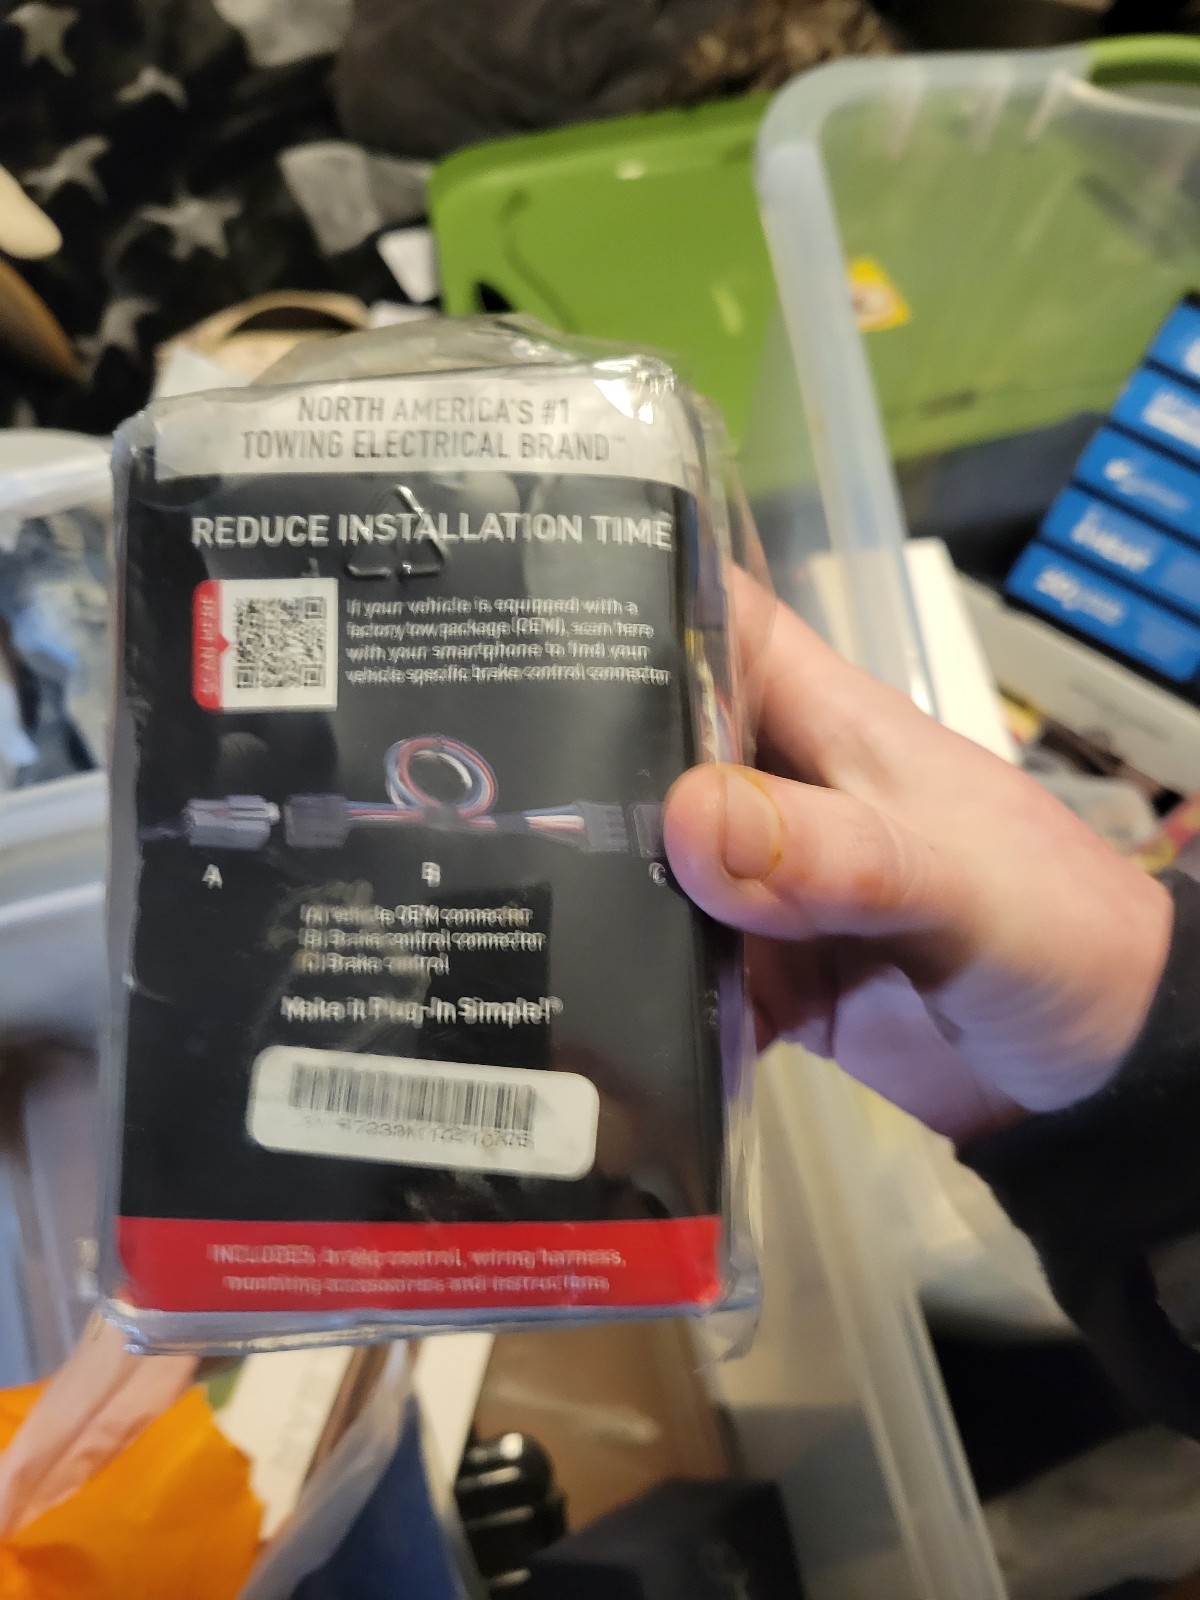 NORTH AMERICA'S #1
TOWING ELECTRICAL BRAND™
REDUCE INSTALLATION TIME
SCAN HERE
If your vehicle is equipped with a
factory tow package (OEM), scan here
with your smartphone to find your
vehicle specific brake control connector
A
B
C
(A) Vehicle OEM connector
(B) Brake control connector
(C) Brake control
Make it Plug-In Simple!®
INCLUDES: brake control, wiring harness,
mounting accessories and instructions